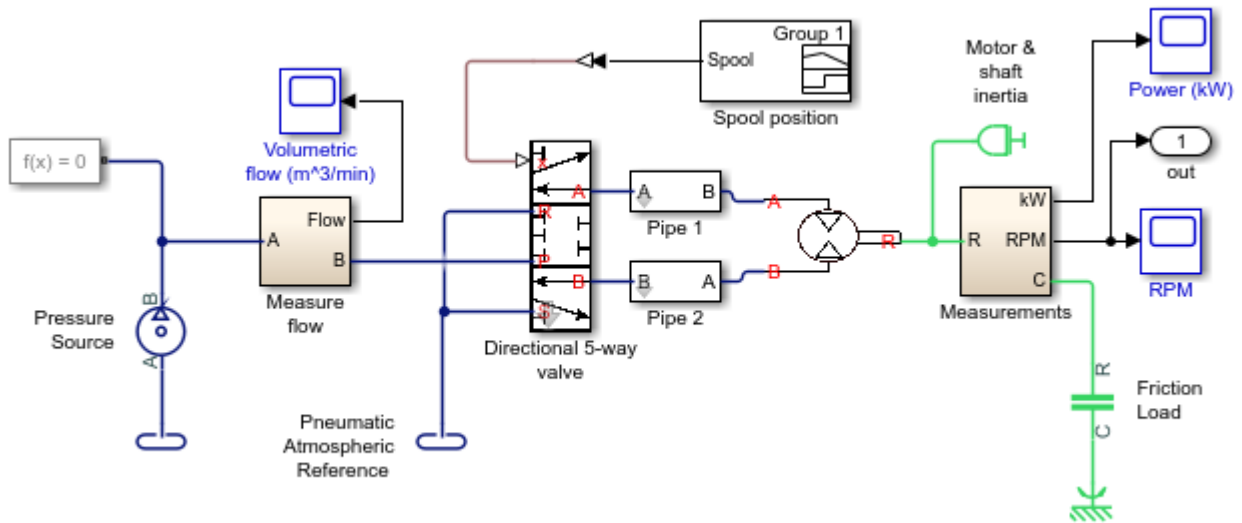 Group 1
Spool
Spool position
Motor &
shaft
inertia
Power (kW)
f(x) = 0
Volumetric
flow (m^3/min)
Flow
A
B
Measure
flow
B
A
Pressure
Source
Pneumatic
Atmospheric
Reference
x
A
R
P
B
S
Directional 5-way
valve
A
B
Pipe 1
B
A
Pipe 2
A
B
R
R
kW
RPM
C
Measurements
1
out
RPM
R
C
Friction
Load